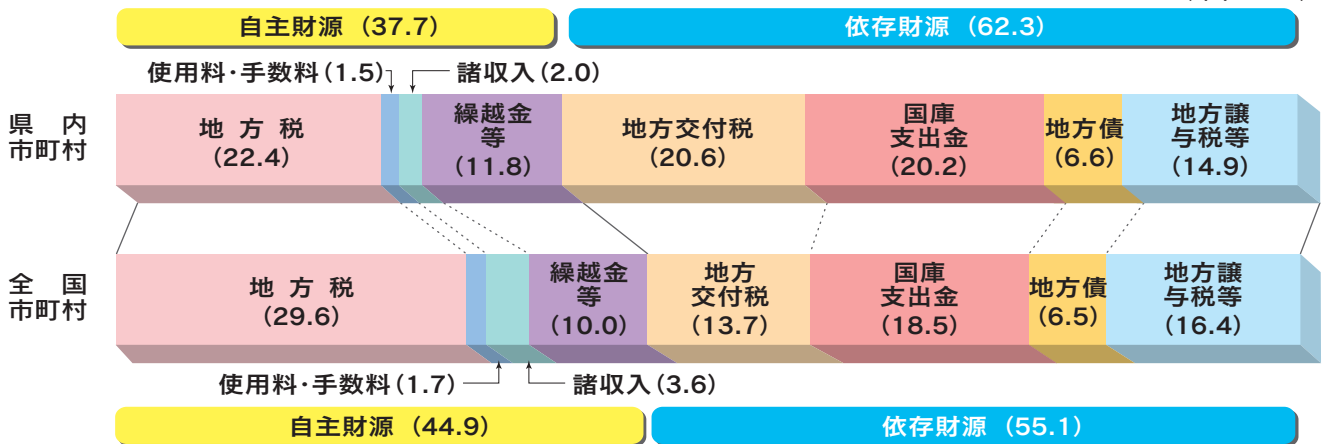 自主財源（37.7）
依存財源（62.3）
使用料・手数料（1.5）
諸収入（2.0）
県内
市町村
地方税
（22.4）
繰越金
等
（11.8）
地方交付税
（20.6）
国庫
支出金
（20.2）
地方債
（6.6）
地方譲
与税等
（14.9）
全国
市町村
地方税
（29.6）
繰越金
等
（10.0）
地方
交付税
（13.7）
国庫
支出金
（18.5）
地方債
（6.5）
地方譲
与税等
（16.4）
使用料・手数料（1.7）
諸収入（3.6）
自主財源（44.9）
依存財源（55.1）